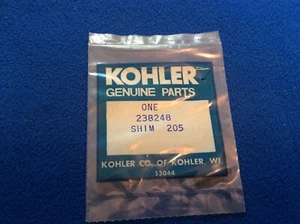 KOHLER
GENUINE PARTS
ONE
238248
SHIM 205
KOHLER CO. OF KOHLER, WI
53044